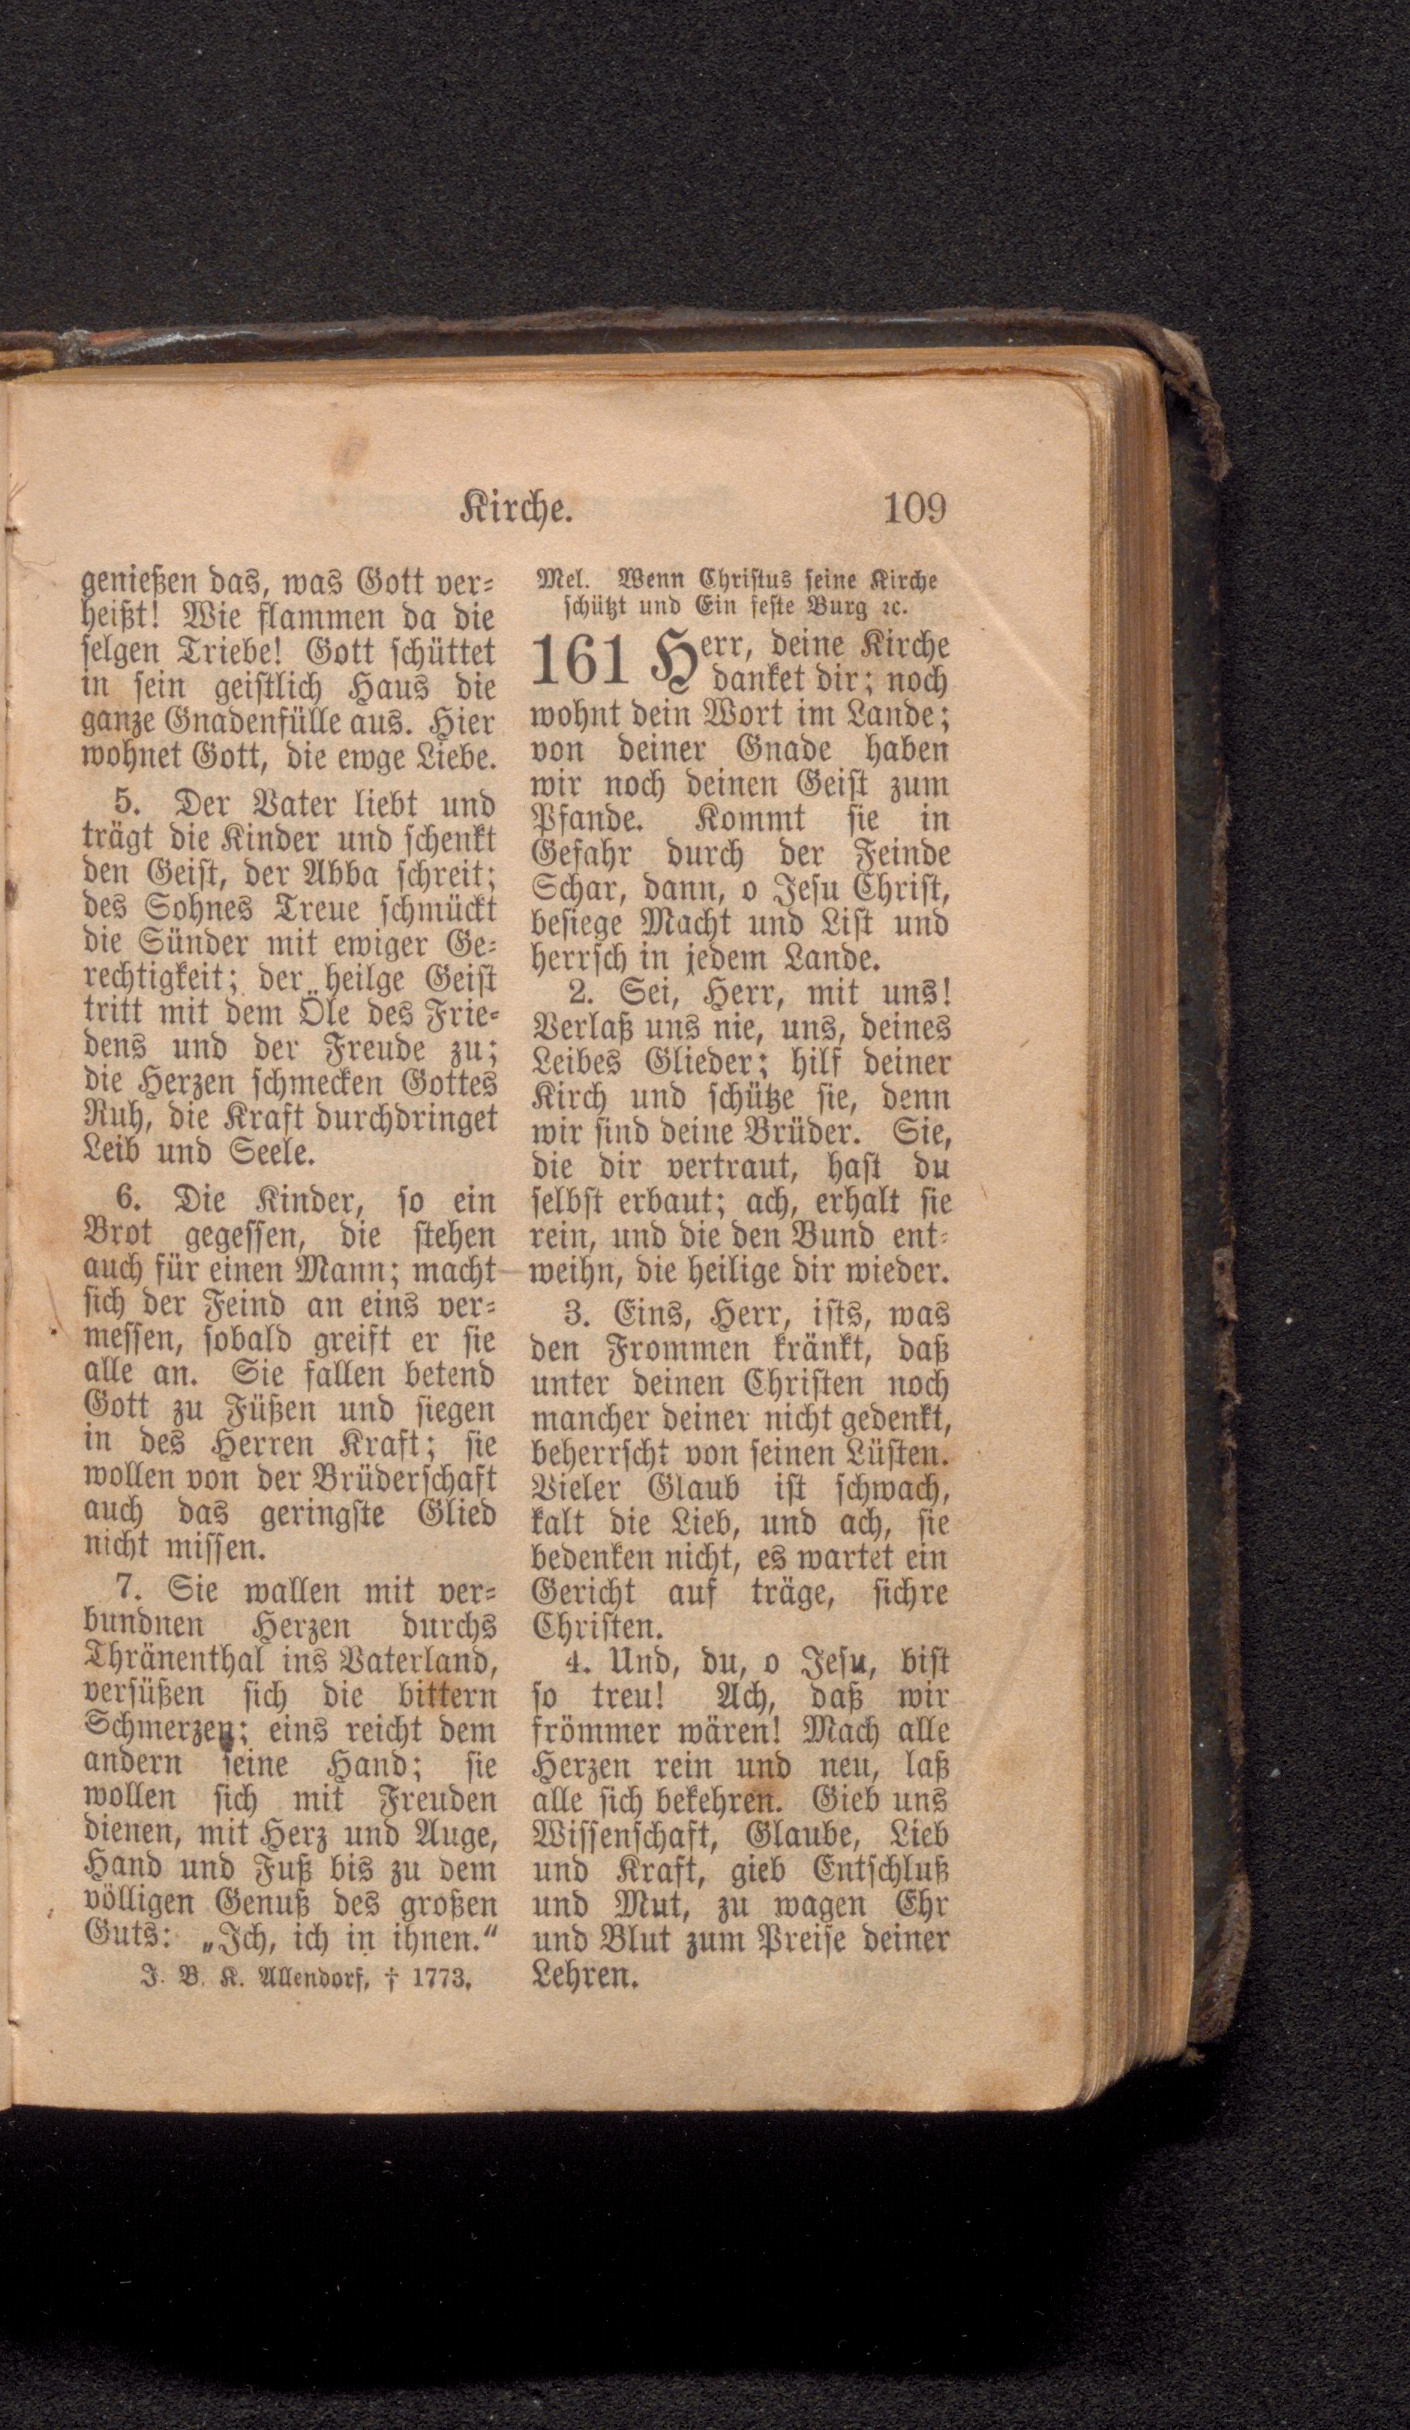 Kirche. 109
genießen das, was Gott ver-
heißt! Wie flammen da die
selgen Triebe! Gott schüttet
in sein geistlich Haus die
ganze Gnadenfülle aus. Hier
wohnet Gott, die ewge Liebe.
5. Der Vater liebt und
trägt die Kinder und schenkt
den Geist, der Abba schreit;
des Sohnes Treue schmückt
die Sünder mit ewiger Ge-
rechtigkeit; der heilge Geist
tritt mit dem Öle des Frie-
dens und der Freude zu;
die Herzen schmecken Gottes
Ruh, die Kraft durchdringet
Leib und Seele.
6. Die Kinder, so ein
Brot gegessen, die stehen
auch für einen Mann; macht
sich der Feind an eins ver-
messen, sobald greift er sie
alle an. Sie fallen betend
Gott zu Füßen und siegen
in des Herren Kraft; sie
wollen von der Brüderschaft
auch das geringste Glied
nicht missen.
7. Sie wallen mit ver-
bundnen Herzen durchs
Thränenthal ins Vaterland,
versüßen sich die bittern
Schmerzen; eins reicht dem
andern seine Hand; sie
wollen sich mit Freuden
dienen, mit Herz und Auge,
Hand und Fuß bis zu dem
völligen Genuß des großen
Guts: „Ich, ich in ihnen.“
J. B. K. Allendorf, † 1773.
Mel. Wenn Christus seine Kirche
schützt und Ein feste Burg ꝛc.
161 Herr, deine Kirche
danket dir; noch
wohnt dein Wort im Lande;
von deiner Gnade haben
wir noch deinen Geist zum
Pfande. Kommt sie in
Gefahr durch der Feinde
Schar, dann, o Jesu Christ,
besiege Macht und List und
herrsch in jedem Lande.
2. Sei, Herr, mit uns!
Verlaß uns nie, uns, deines
Leibes Glieder; hilf deiner
Kirch und schütze sie, denn
wir sind deine Brüder. Sie,
die dir vertraut, hast du
selbst erbaut; ach, erhalt sie
rein, und die den Bund ent-
weihn, die heilige dir wieder.
3. Eins, Herr, ists, was
den Frommen kränkt, daß
unter deinen Christen noch
mancher deiner nicht gedenkt,
beherrscht von seinen Lüsten.
Vieler Glaub ist schwach,
kalt die Lieb, und ach, sie
bedenken nicht, es wartet ein
Gericht auf träge, sichre
Christen.
4. Und, du, o Jesu, bist
so treu! Ach, daß wir
frömmer wären! Mach alle
Herzen rein und neu, laß
alle sich bekehren. Gieb uns
Wissenschaft, Glaube, Lieb
und Kraft, gieb Entschluß
und Mut, zu wagen Ehr
und Blut zum Preise deiner
Lehren.